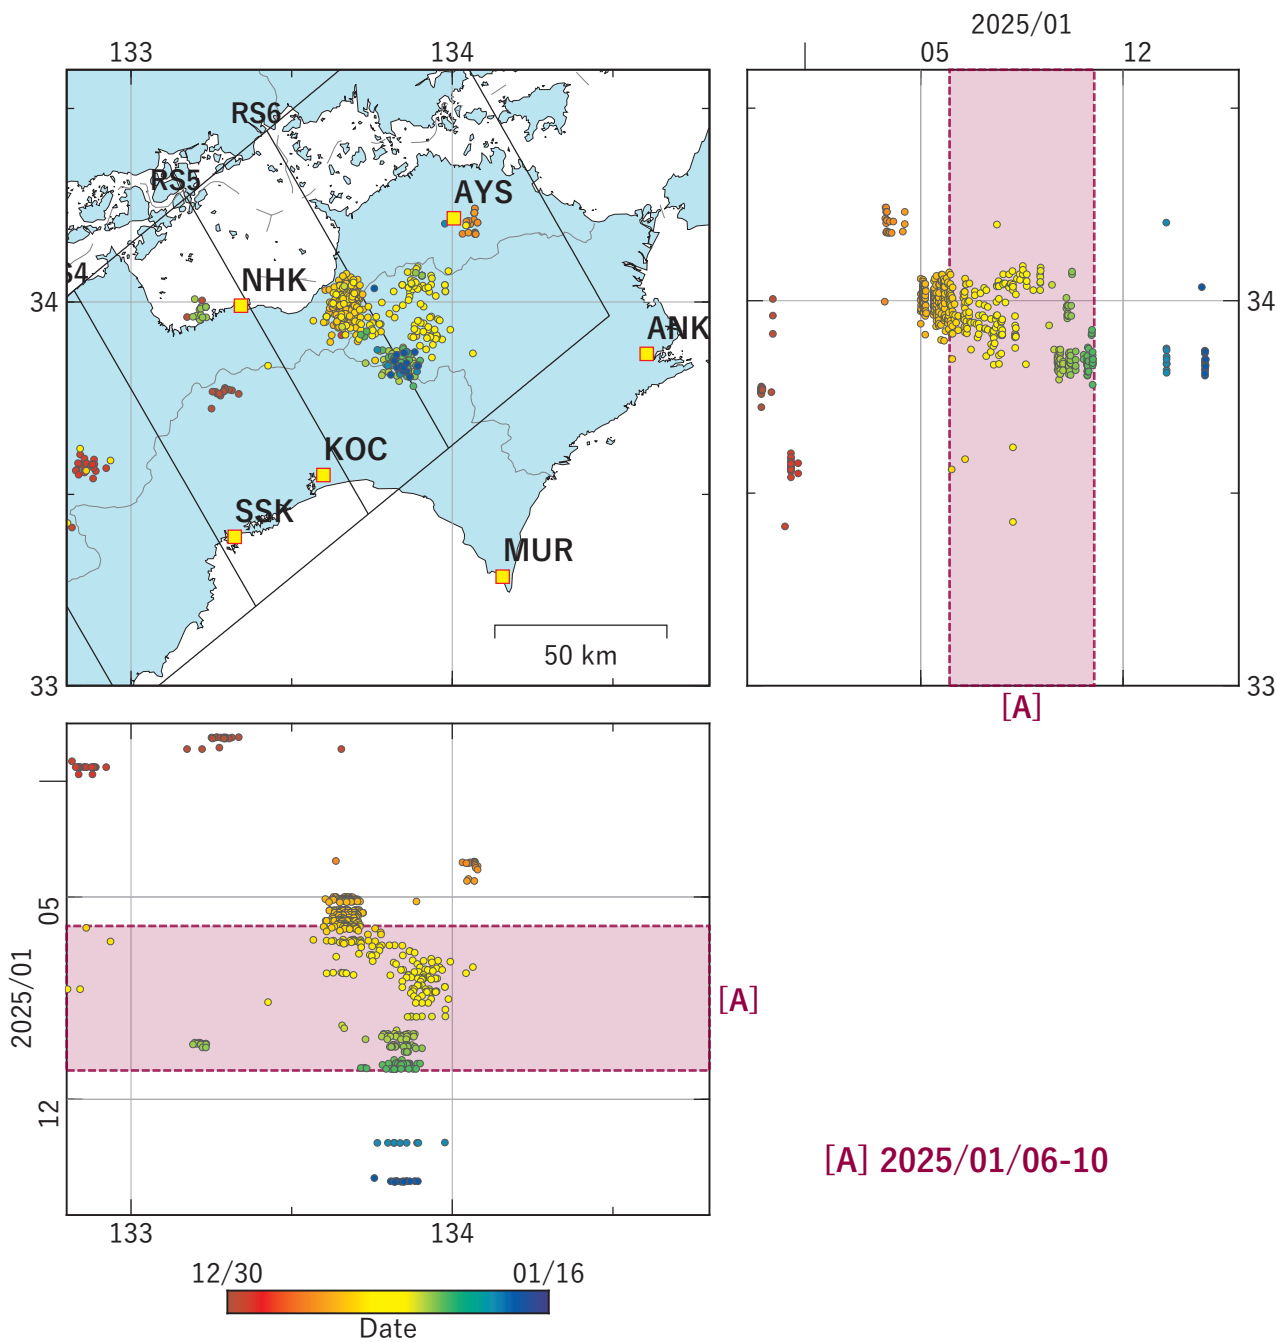 2025/01
133 134
05 12
RS6
RS5
AYS
S4
NHK
34
34
ANK
KOC
SSK
MUR
50 km
33
33
[A]
05
2025/01
[A]
12
[A] 2025/01/06-10
133 134
12/30 01/16
Date